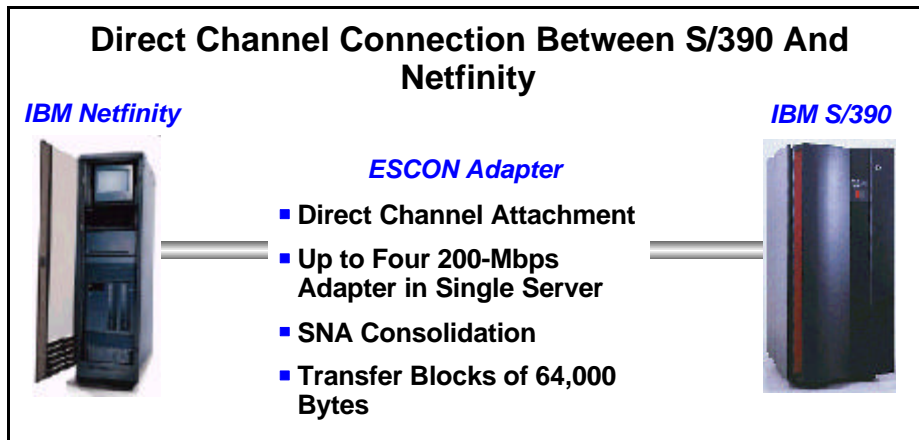 Direct Channel Connection Between S/390 And
Netfinity
IBM Netfinity
IBM S/390
ESCON Adapter
Direct Channel Attachment
Up to Four 200-Mbps
Adapter in Single Server
SNA Consolidation
Transfer Blocks of 64,000
Bytes